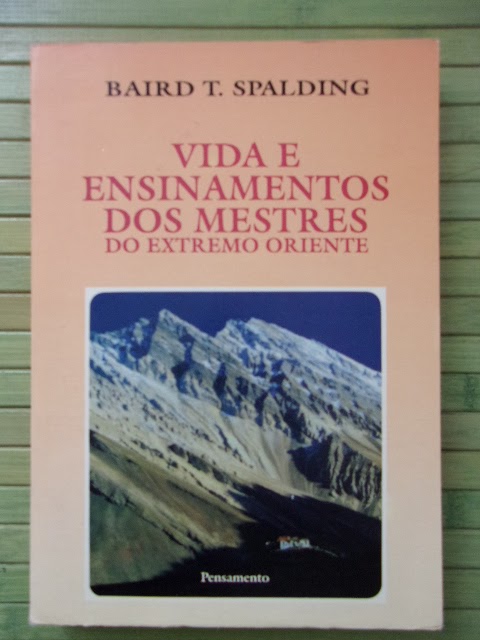 BAIRD T. SPALDING
VIDA E
ENSINAMENTOS
DOS MESTRES
DO EXTREMO ORIENTE
Pensamento